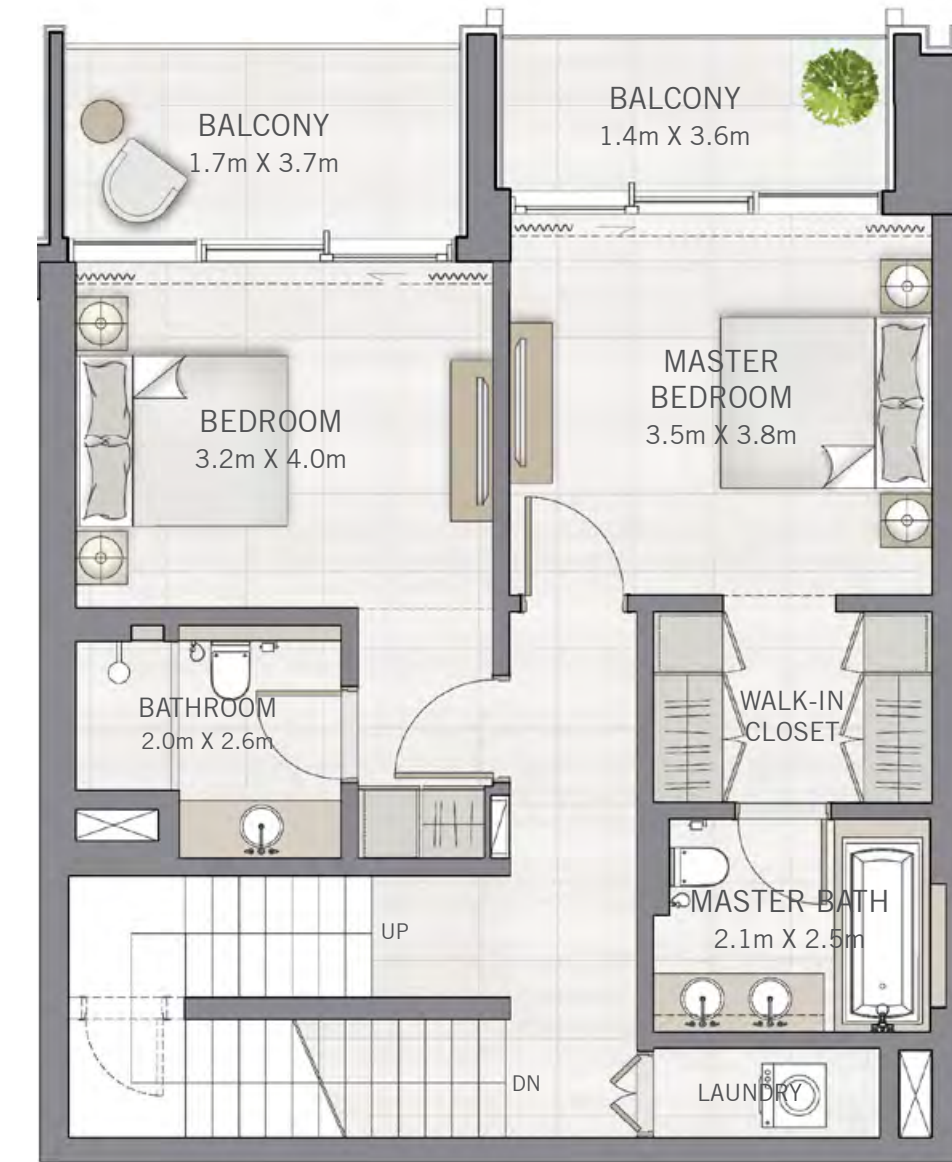 BALCONY
1.7m X 3.7m
BALCONY
1.4m X 3.6m
BEDROOM
3.2m X 4.0m
MASTER
BEDROOM
3.5m X 3.8m
BATHROOM
2.0m X 2.6m
WALK-IN
CLOSET
MASTER BATH
2.1m X 2.5m
UP
DN
LAUNDRY